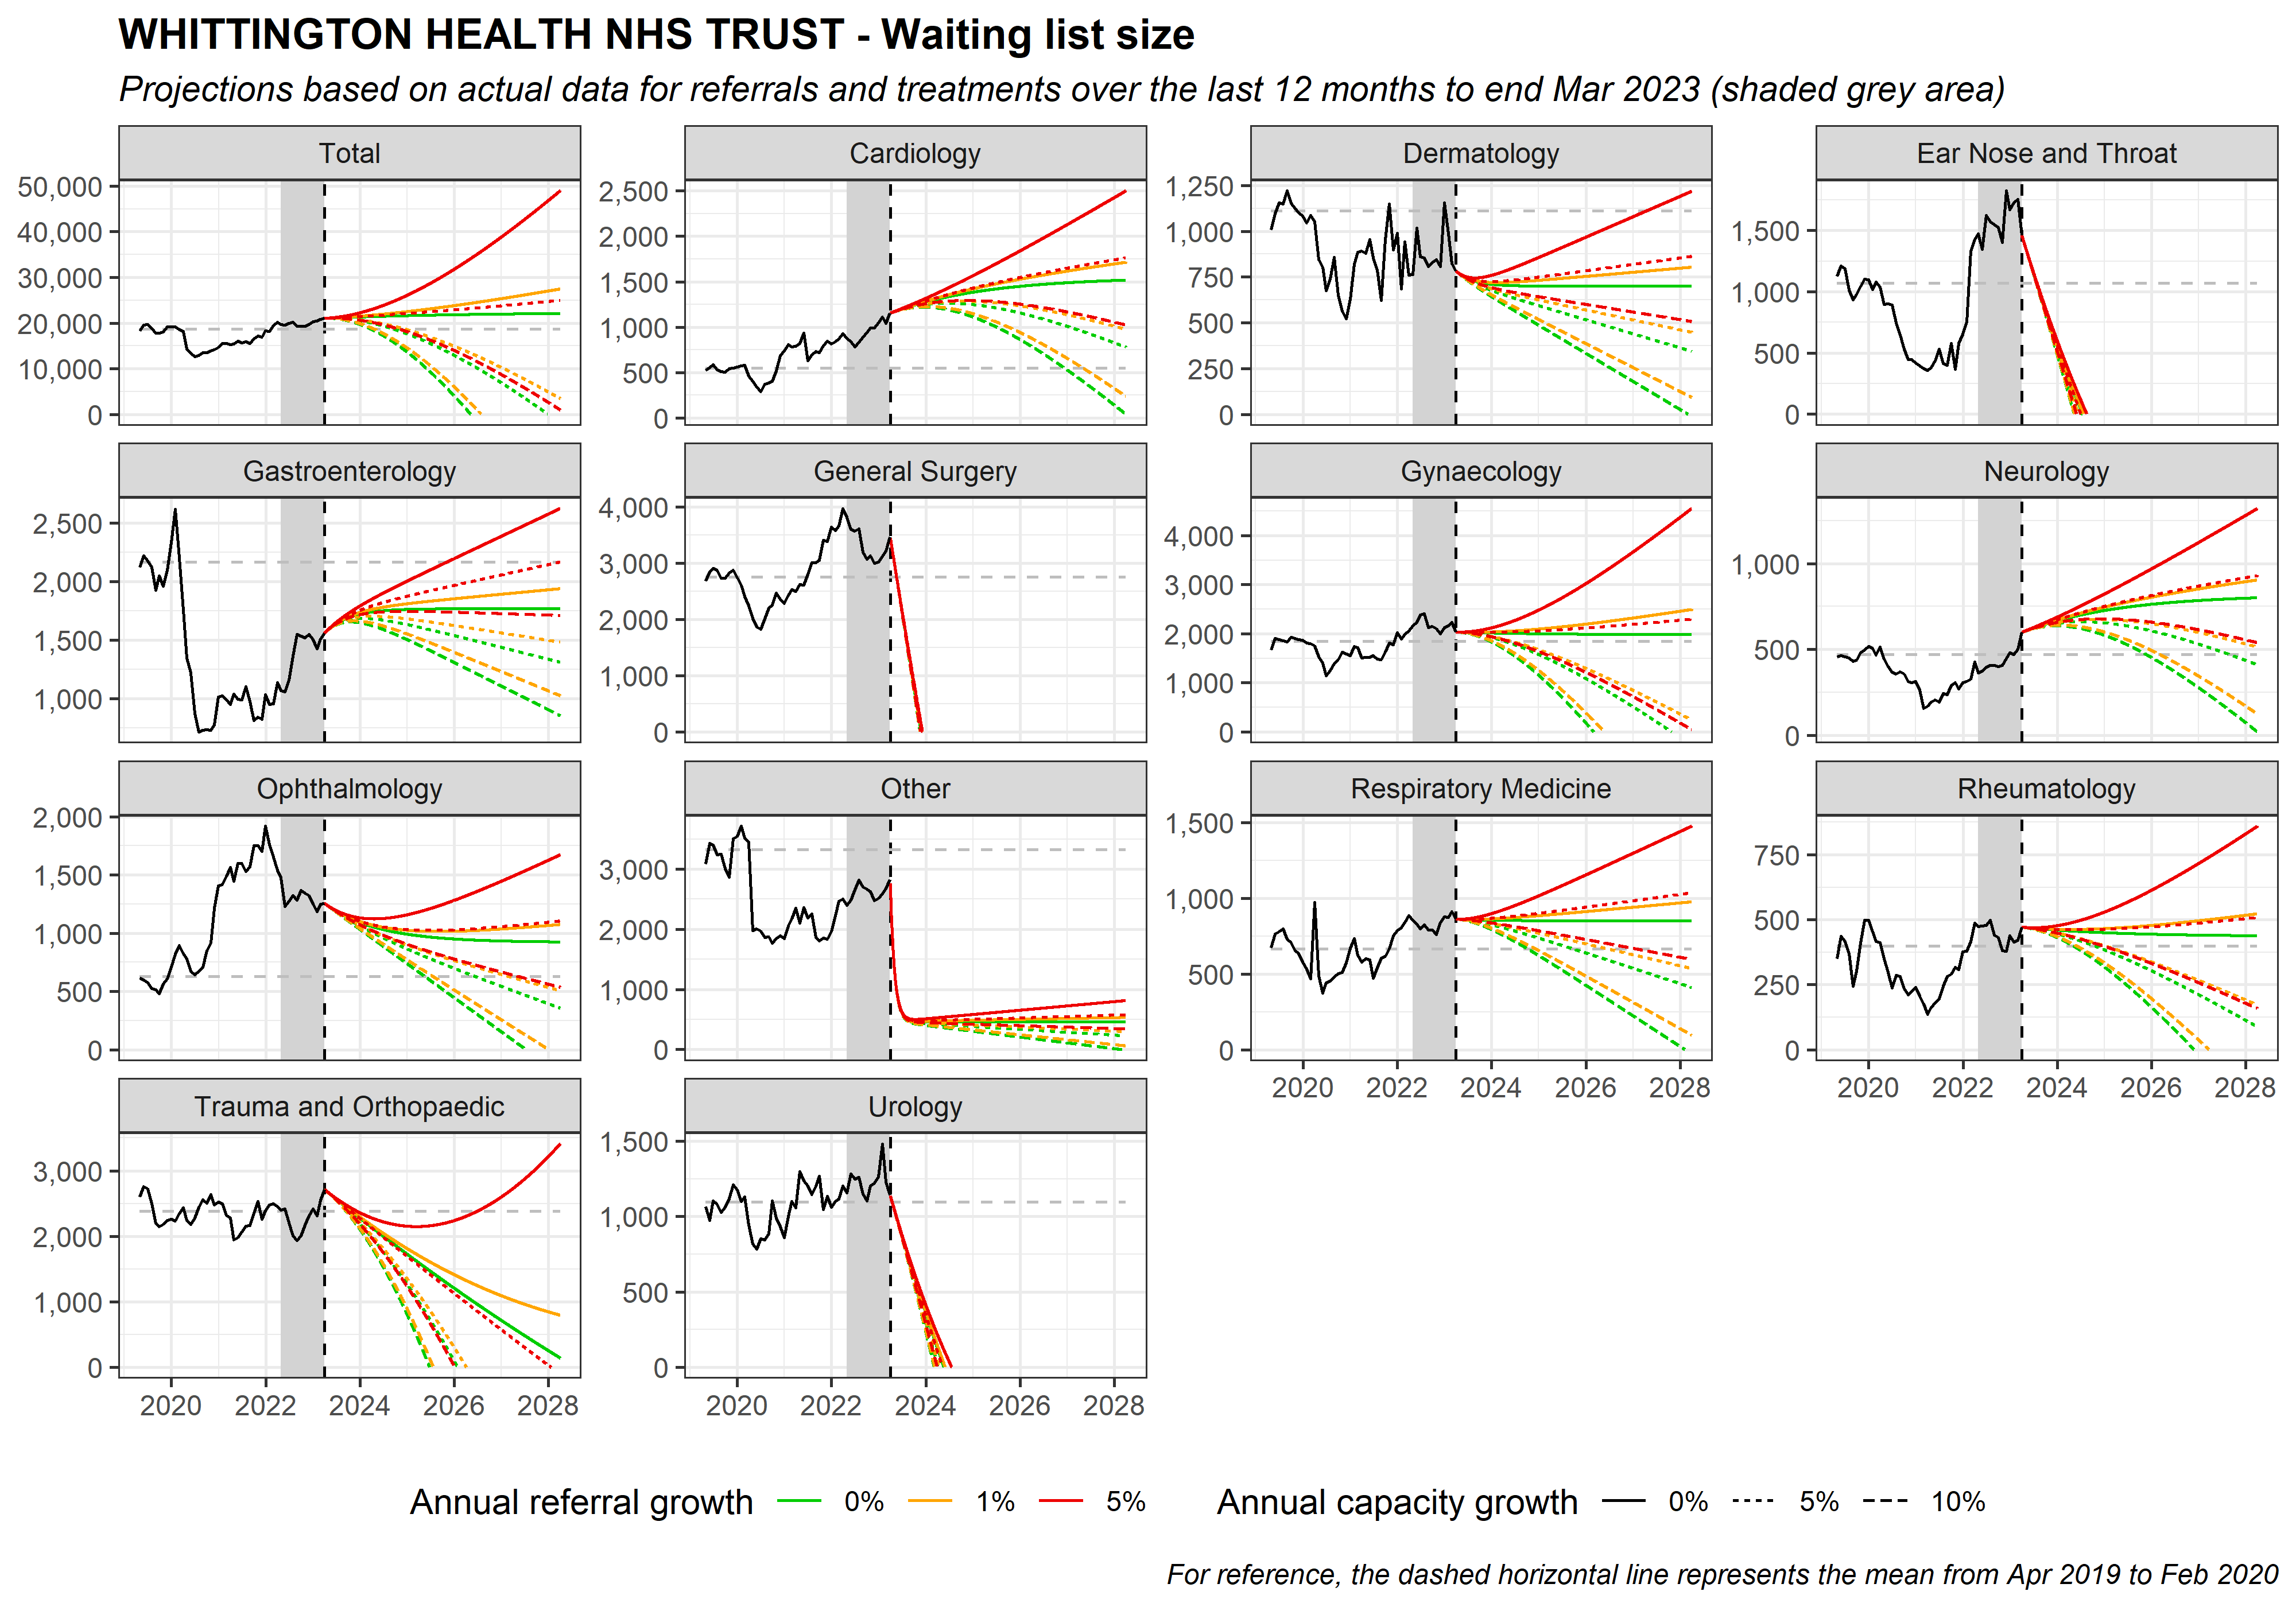 WHITTINGTON HEALTH NHS TRUST - Waiting list size
Projections based on actual data for referrals and treatments over the last 12 months to end Mar 2023 (shaded grey area)
Total
50,000
40,000
30,000
20,000
10,000
0
Cardiology
2,500
2,000
1,500
1,000
500
0
Dermatology
1,250
1,000
750
500
250
0
Ear Nose and Throat
1,500
1,000
500
0
Gastroenterology
2,500
2,000
1,500
1,000
General Surgery
4,000
3,000
2,000
1,000
0
Gynaecology
4,000
3,000
2,000
1,000
0
Neurology
1,000
500
0
Ophthalmology
2,000
1,500
1,000
500
0
Other
3,000
2,000
1,000
0
Respiratory Medicine
1,500
1,000
500
0
2020 2022 2024 2026 2028
Rheumatology
750
500
250
0
2020 2022 2024 2026 2028
Trauma and Orthopaedic
3,000
2,000
1,000
0
2020 2022 2024 2026 2028
Urology
1,500
1,000
500
0
2020 2022 2024 2026 2028
Annual referral growth 0% 1% 5% Annual capacity growth 0% 5% 10%
For reference, the dashed horizontal line represents the mean from Apr 2019 to Feb 2020